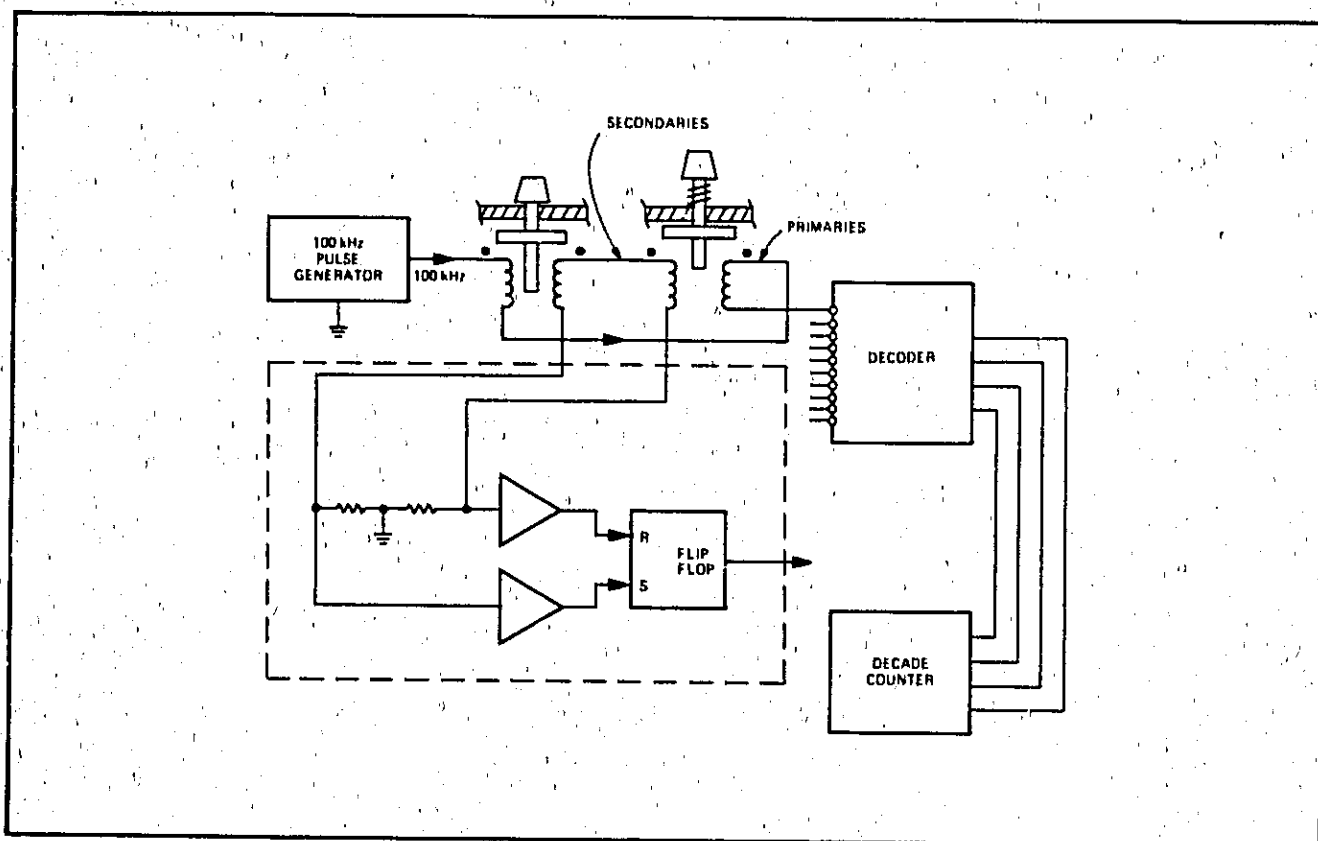 SECONDARIES
PRIMARIES
100 kHz
PULSE
GENERATOR
100 kHz
DECODER
R
FLIP
FLOP
S
DECADE
COUNTER